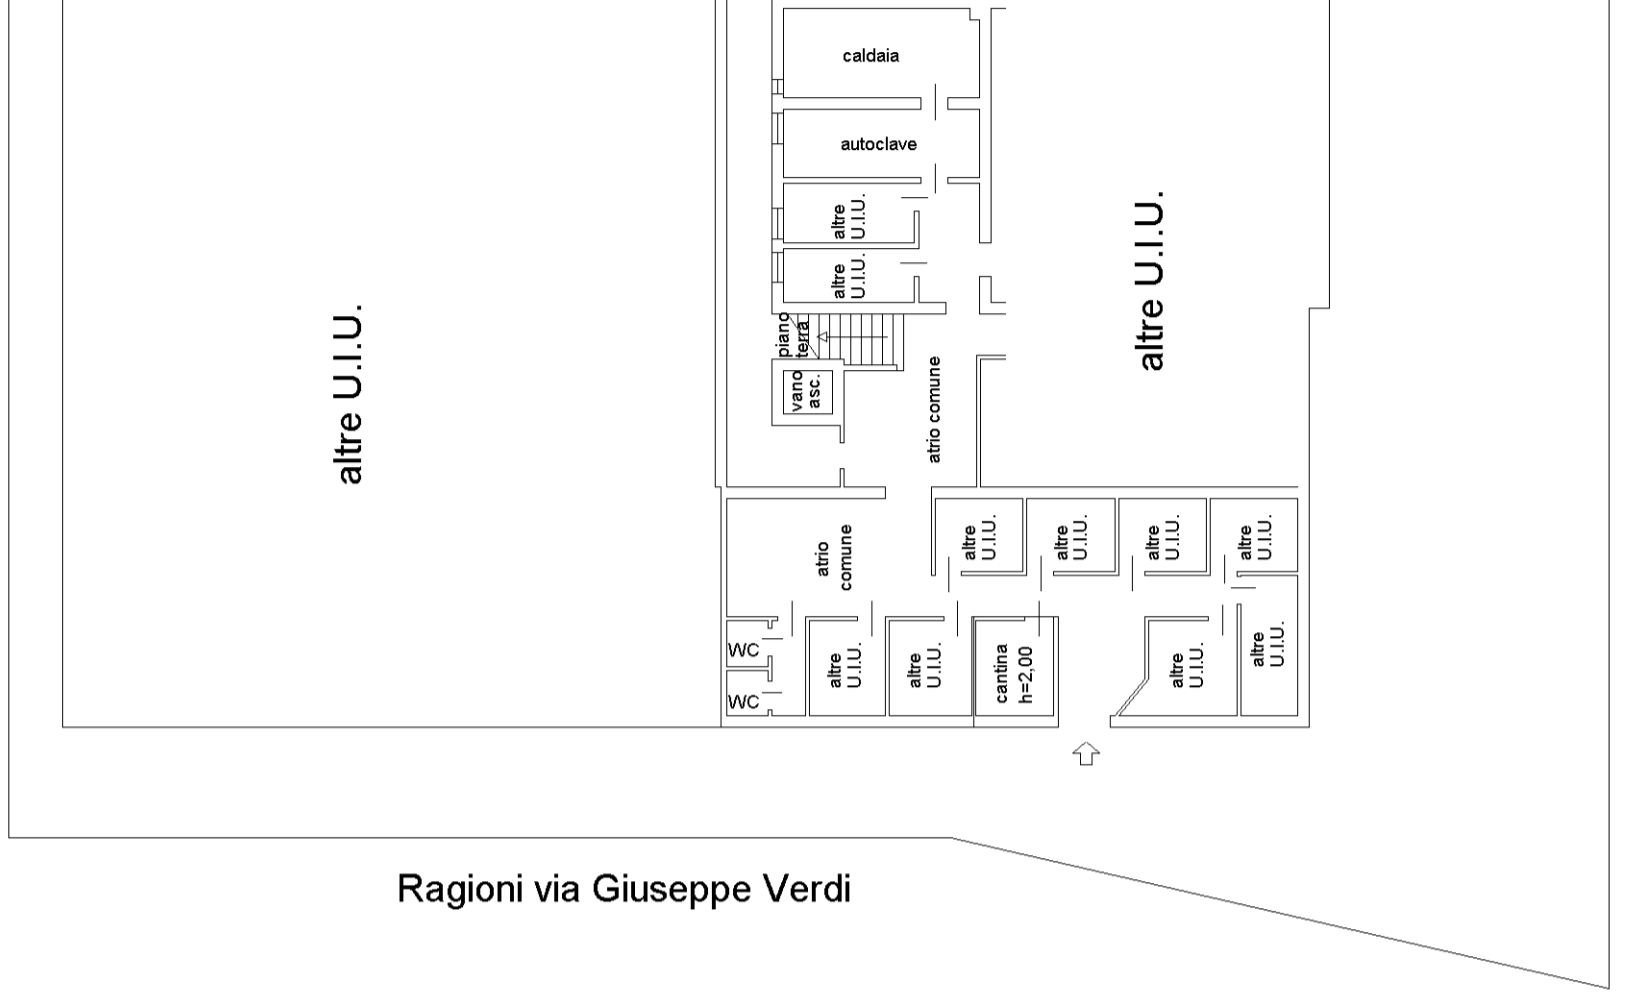 caldaia
autoclave
altre
U.I.U.
altre
U.I.U.
altre U.I.U.
altre U.I.U.
piano
terra
vano
asc.
atrio comune
atrio
comune
altre
U.I.U.
altre
U.I.U.
altre
U.I.U.
altre
U.I.U.
WC
WC
altre
U.I.U.
altre
U.I.U.
cantina
h=2,00
altre
U.I.U.
altre
U.I.U.
Ragioni via Giuseppe Verdi